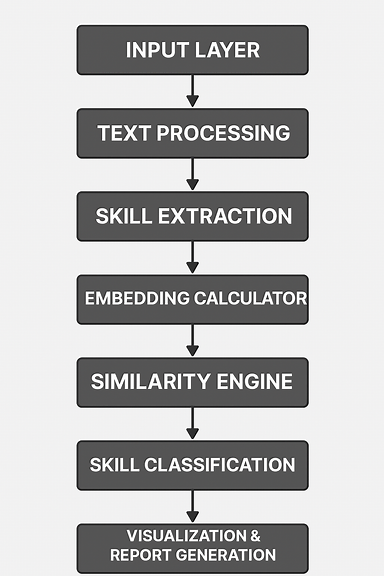 INPUT LAYER
TEXT PROCESSING
SKILL EXTRACTION
EMBEDDING CALCULATOR
SIMILARITY ENGINE
SKILL CLASSIFICATION
VISUALIZATION &
REPORT GENERATION